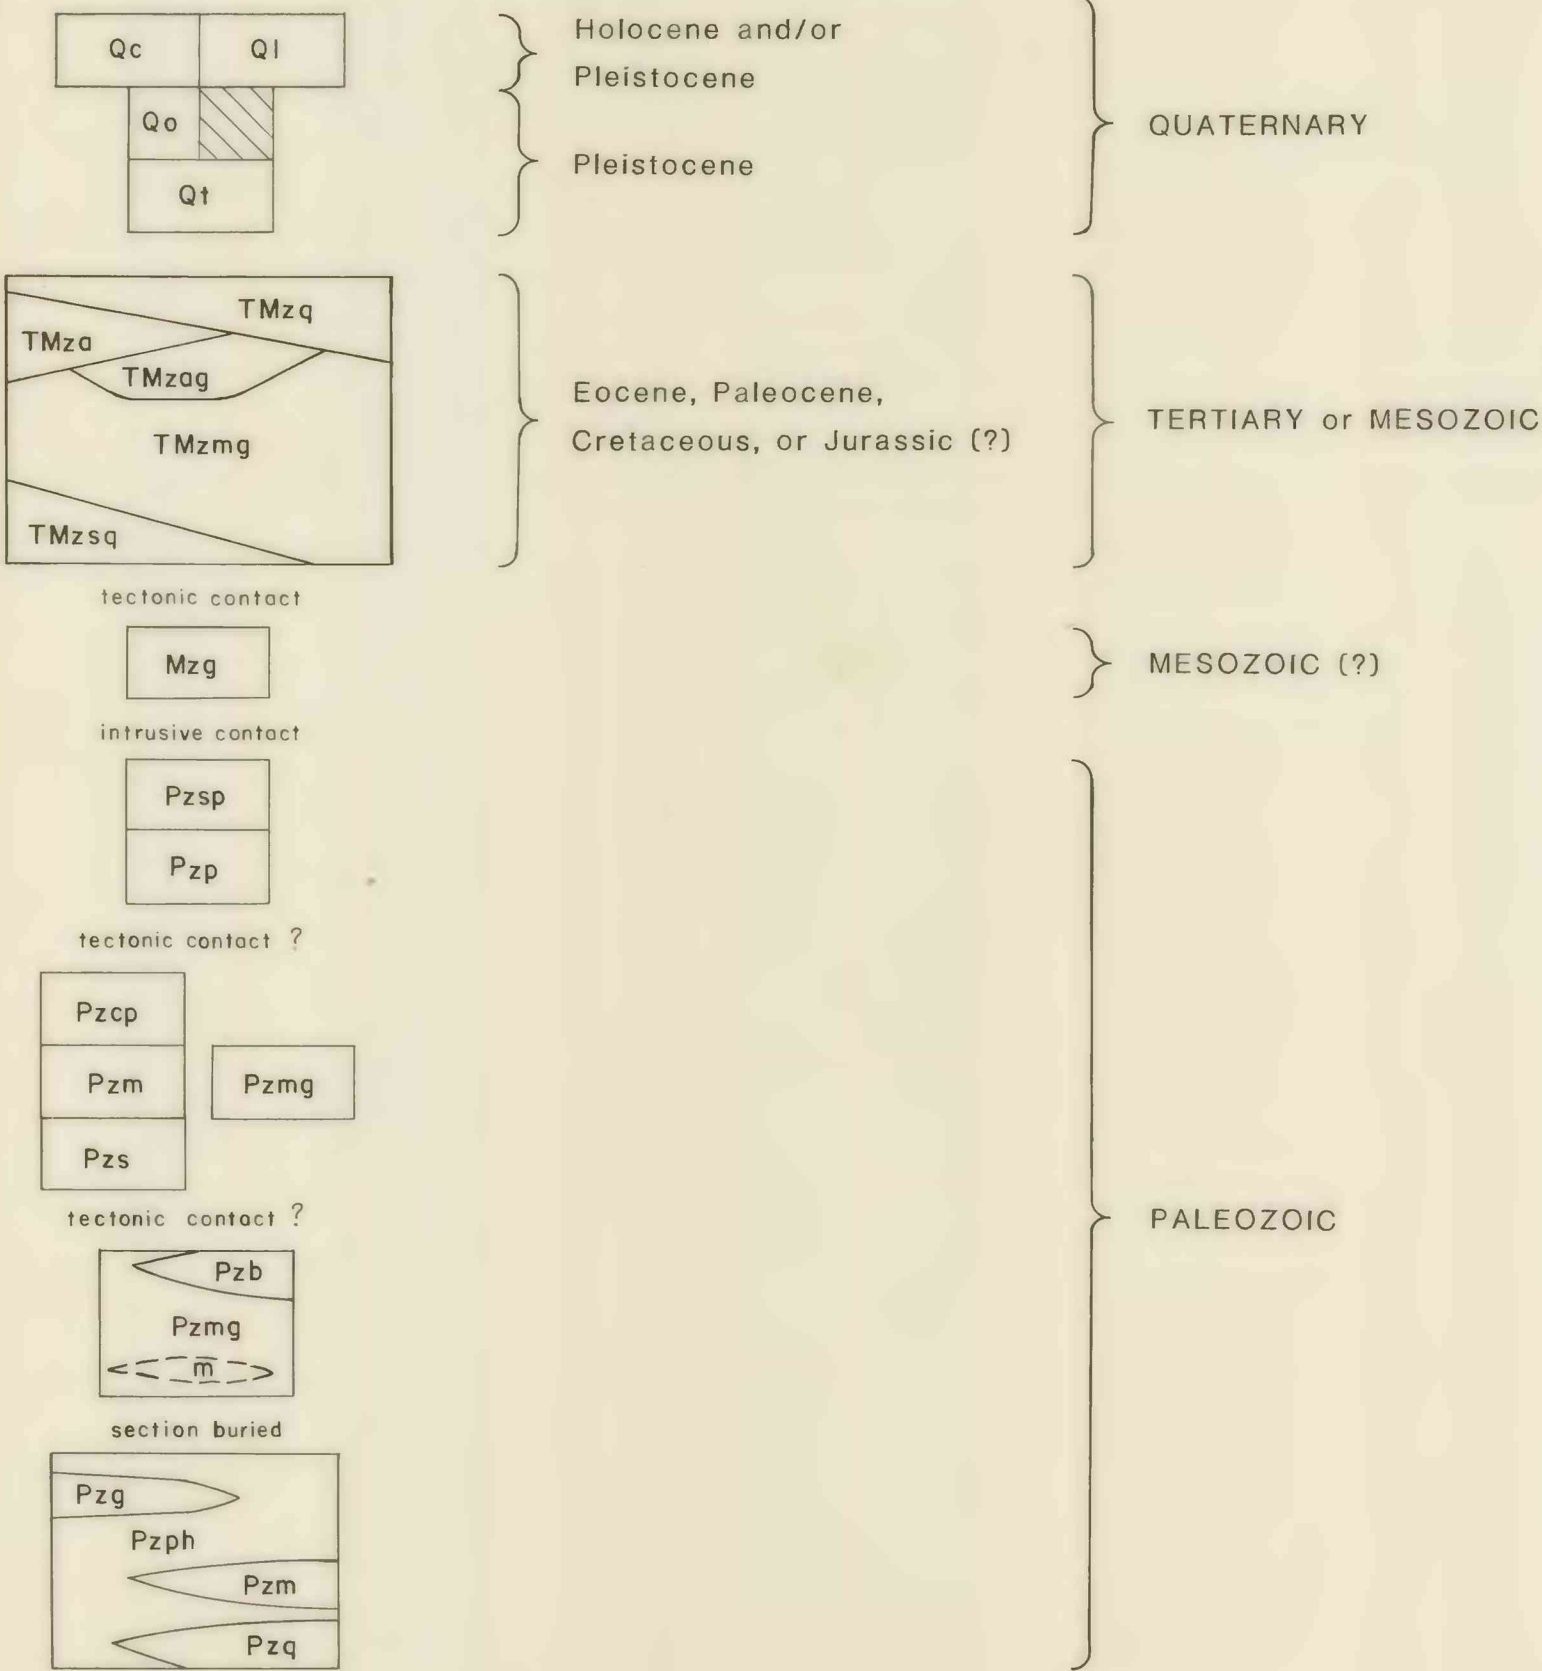 Qc Ql
Holocene and/or
Pleistocene
Qo
QUATERNARY
Pleistocene
Qt
TMzq
TMza
TMzag
Eocene, Paleocene,
Cretaceous, or Jurassic (?)
TERTIARY or MESOZOIC
TMzmg
TMzsq
tectonic contact
Mzg
MESOZOIC (?)
intrusive contact
Pzsp
Pzp
tectonic contact ?
Pzcp
Pzm Pzmg
Pzs
tectonic contact ?
PALEOZOIC
Pzb
Pzmg
m
section buried
Pzg
Pzph
Pzm
Pzq